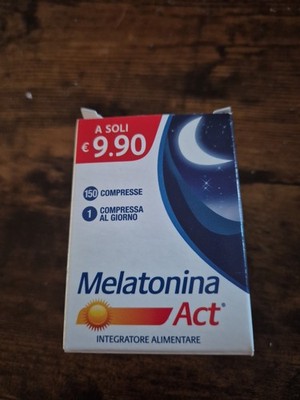 A SOLI
€ 9.90
150 COMPRESSE
1 COMPRESSA
AL GIORNO
Melatonina
Act®
INTEGRATORE ALIMENTARE